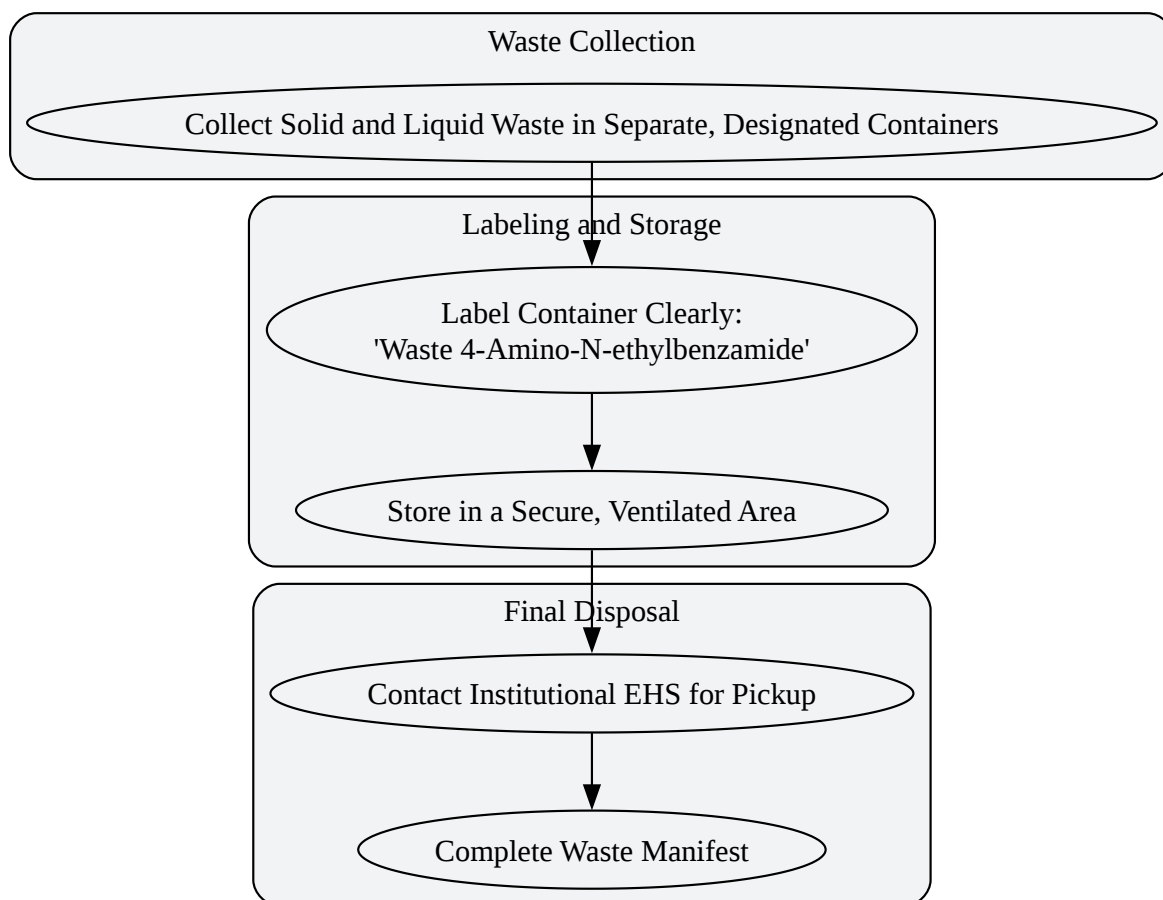 Waste Collection
Collect Solid and Liquid Waste in Separate, Designated Containers
Labeling and Storage
Label Container Clearly:
'Waste 4-Amino-N-ethylbenzamide'
Store in a Secure, Ventilated Area
Final Disposal
Contact Institutional EHS for Pickup
Complete Waste Manifest